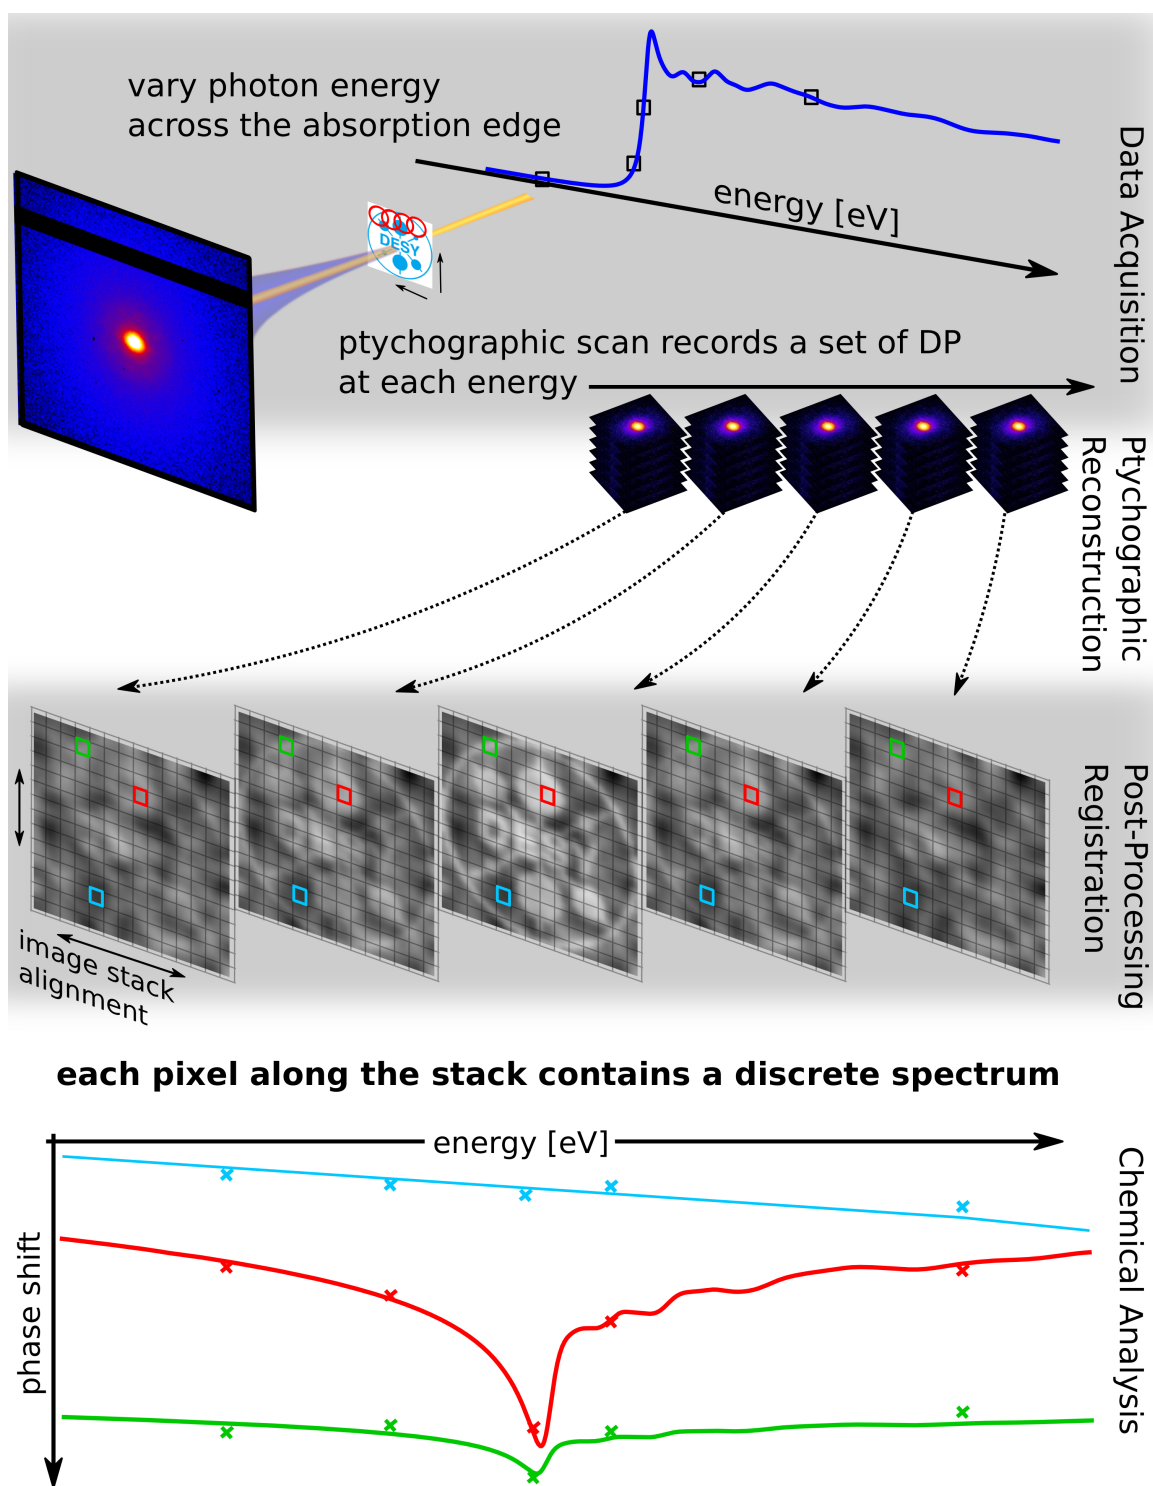 vary photon energy
across the absorption edge
energy [eV]
DESY
ptychographic scan records a set of DP
at each energy
Data Acquisition
Ptychographic
Reconstruction
Post-Processing
Registration
image stack
alignment
each pixel along the stack contains a discrete spectrum
energy [eV]
phase shift
Chemical Analysis